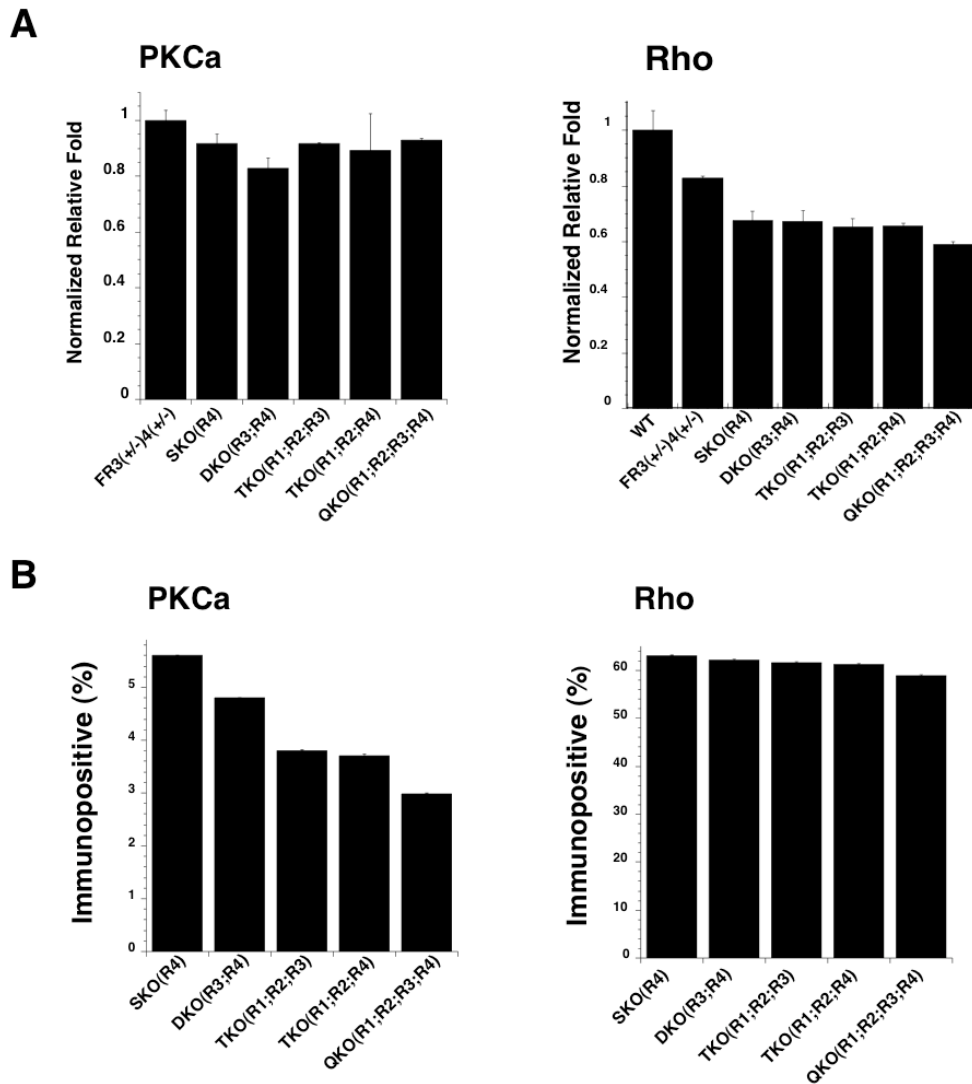 A
PKCa
Normalized Relative Fold
1
0.8
0.6
0.4
0.2
0
FR3(+/-)4(+/-)
SKO(R4)
DKO(R3;R4)
TKO(R1;R2;R3)
TKO(R1;R2;R4)
QKO(R1;R2;R3;R4)
Rho
Normalized Relative Fold
1
0.8
0.6
0.4
0.2
0
WT
FR3(+/-)4(+/-)
SKO(R4)
DKO(R3;R4)
TKO(R1;R2;R3)
TKO(R1;R2;R4)
QKO(R1;R2;R3;R4)
B
PKCa
Immunopositive (%)
5
4
3
2
1
0
SKO(R4)
DKO(R3;R4)
TKO(R1;R2;R3)
TKO(R1;R2;R4)
QKO(R1;R2;R3;R4)
Rho
Immunopositive (%)
60
50
40
30
20
10
0
SKO(R4)
DKO(R3;R4)
TKO(R1;R2;R3)
TKO(R1;R2;R4)
QKO(R1;R2;R3;R4)